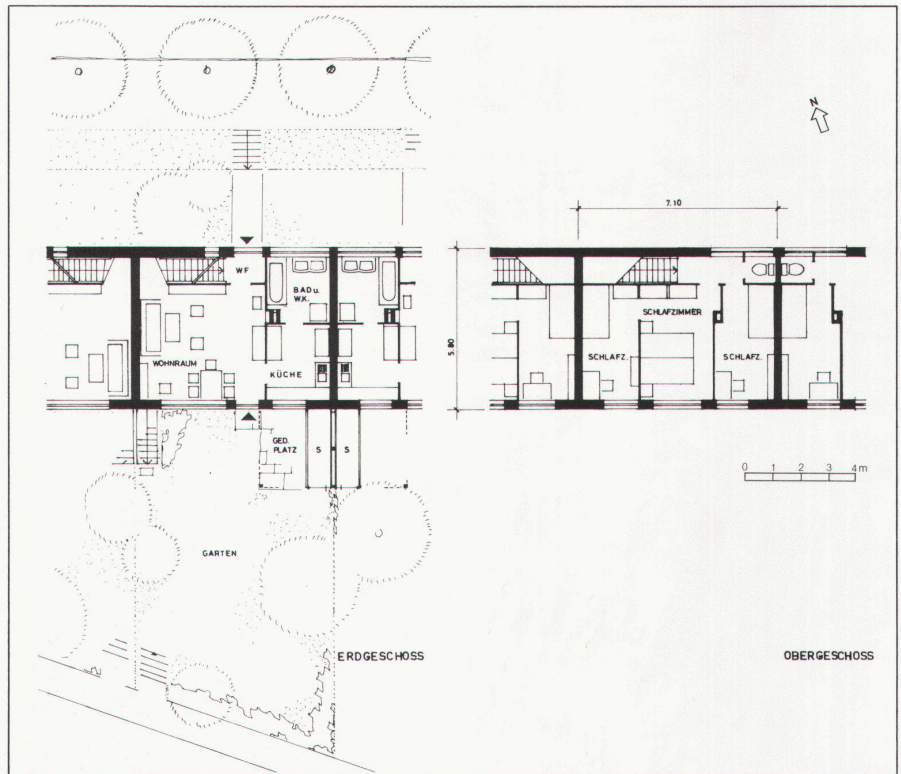 N
7.10
5.80
WF
BAD u.
W.K.
WOHNRAUM
KÜCHE
GED.
PLATZ
S
S
GARTEN
ERDGESCHOSS
SCHLAFZIMMER
SCHLAFZ.
SCHLAFZ.
0 1 2 3 4m
OBERGESCHOSS